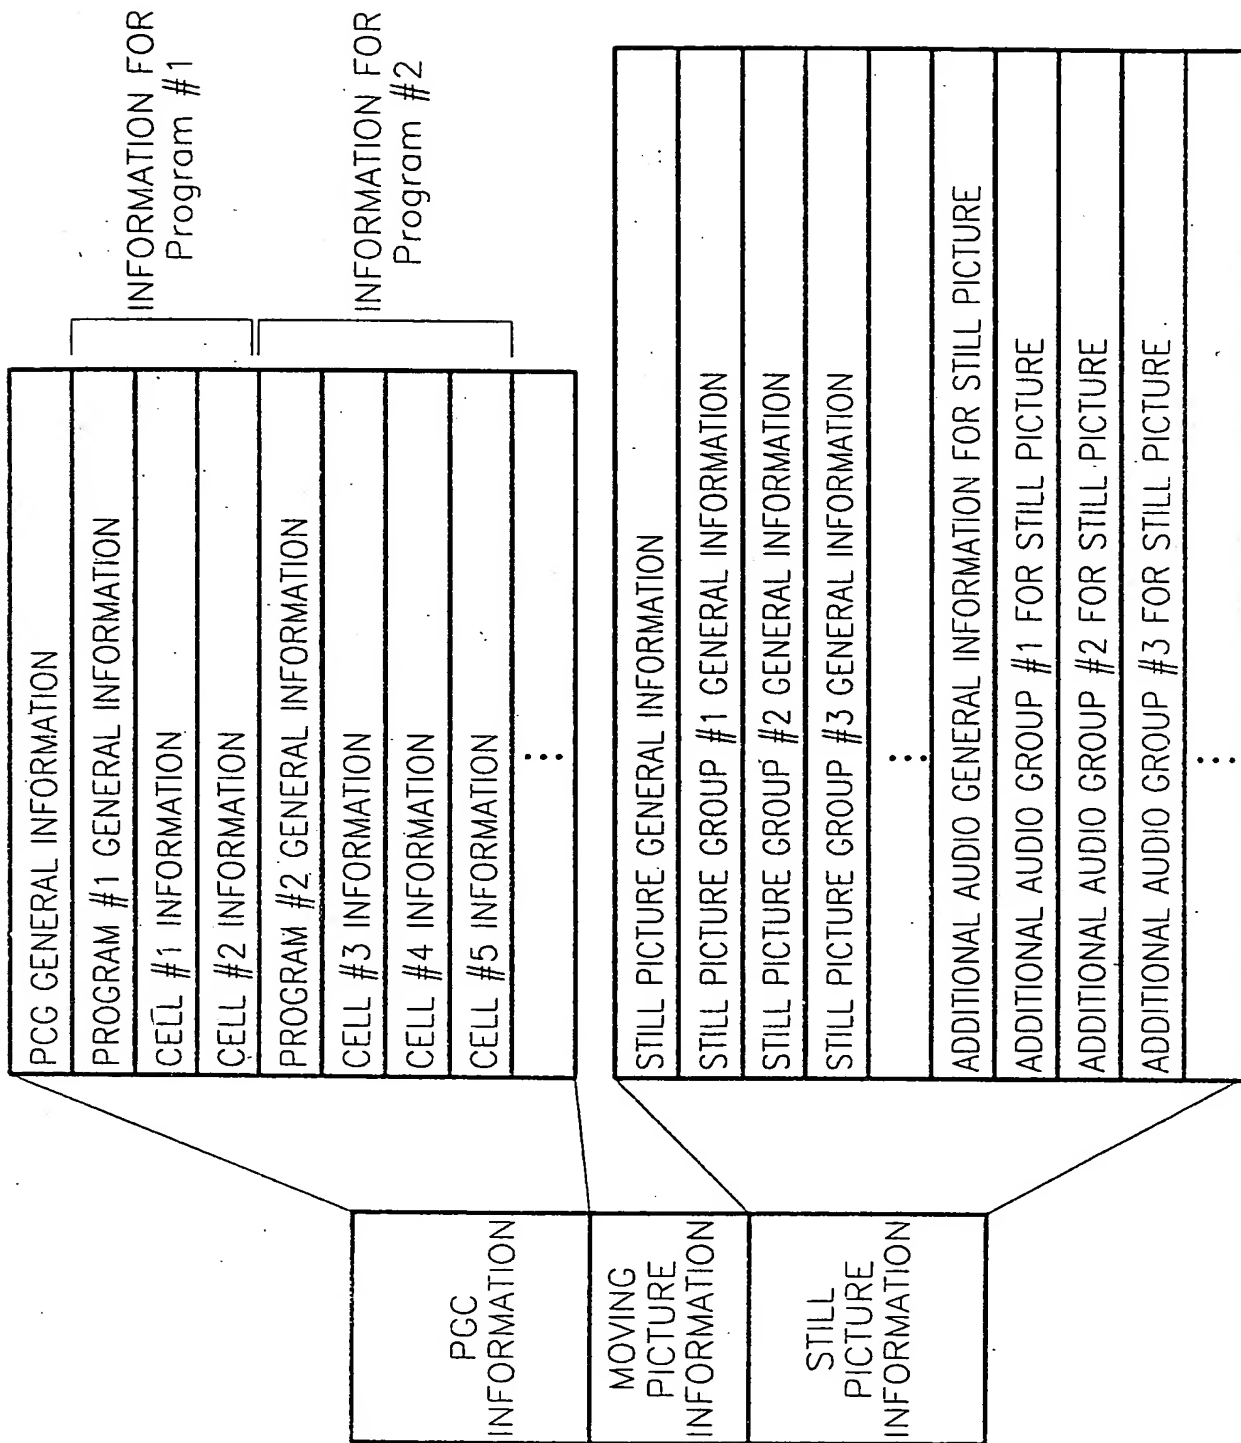 PGC
INFORMATION
MOVING
PICTURE
INFORMATION
STILL
PICTURE
INFORMATION
PCG GENERAL INFORMATION
PROGRAM #1 GENERAL INFORMATION
CELL #1 INFORMATION
CELL #2 INFORMATION
PROGRAM #2 GENERAL INFORMATION
CELL #3 INFORMATION
CELL #4 INFORMATION
CELL #5 INFORMATION
...
INFORMATION FOR
Program #1
INFORMATION FOR
Program #2
STILL PICTURE GENERAL INFORMATION
STILL PICTURE GROUP #1 GENERAL INFORMATION
STILL PICTURE GROUP #2 GENERAL INFORMATION
STILL PICTURE GROUP #3 GENERAL INFORMATION
...
ADDITIONAL AUDIO GENERAL INFORMATION FOR STILL PICTURE
ADDITIONAL AUDIO GROUP #1 FOR STILL PICTURE
ADDITIONAL AUDIO GROUP #2 FOR STILL PICTURE
ADDITIONAL AUDIO GROUP #3 FOR STILL PICTURE
...